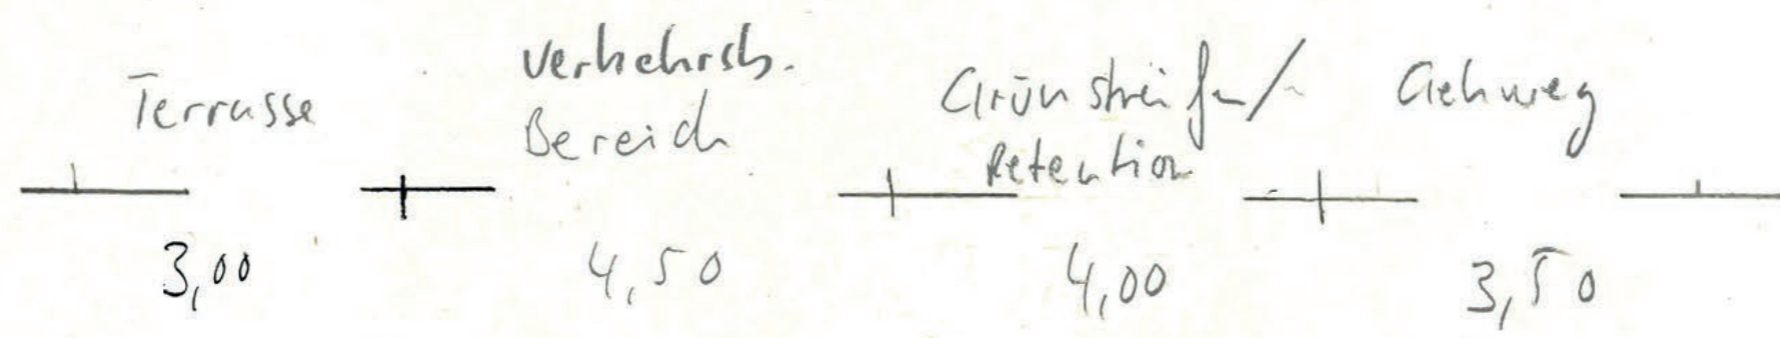 Terrasse
Verkehrsb.
Bereich
Grünstreifen/
Retention
Gehweg
3,00
4,50
4,00
3,50